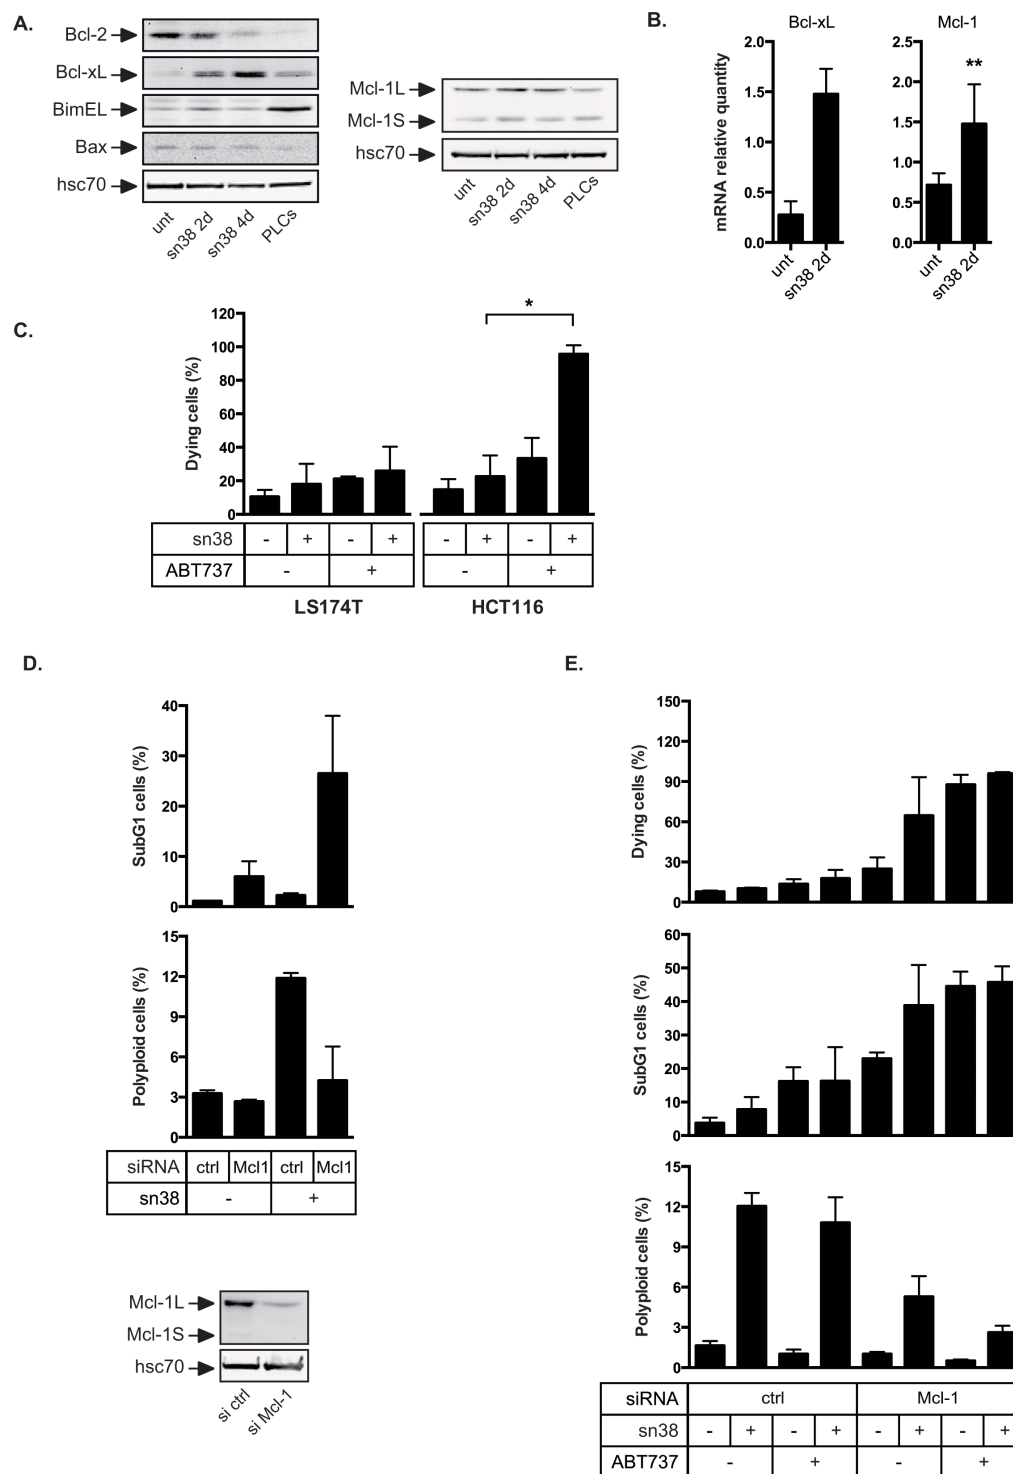 A.
Bcl-2
Bcl-xL
BimEL
Bax
hsc70
unt
sn38 2d
sn38 4d
PLCs
Mcl-1L
Mcl-1S
hsc70
unt
sn38 2d
sn38 4d
PLCs
B.
Bcl-xL
Mcl-1
mRNA relative quantity
2.0
1.5
1.0
0.5
0.0
unt
sn38 2d
2.5
2.0
1.5
1.0
0.5
0.0
**
unt
sn38 2d
C.
Dying cells (%)
120
100
80
60
40
20
0
*
sn38 - + - + - + - +
ABT737 - + - +
LS174T HCT116
D.
SubG1 cells (%)
40
30
20
10
0
Polyploid cells (%)
15
12
9
6
3
0
siRNA ctrl Mcl1 ctrl Mcl1
sn38 - +
Mcl-1L
Mcl-1S
hsc70
si ctrl
si Mcl-1
E.
Dying cells (%)
150
120
90
60
30
0
SubG1 cells (%)
60
50
40
30
20
10
0
Polyploid cells (%)
15
12
9
6
3
0
siRNA ctrl Mcl-1
sn38 - + - + - + - +
ABT737 - + - +